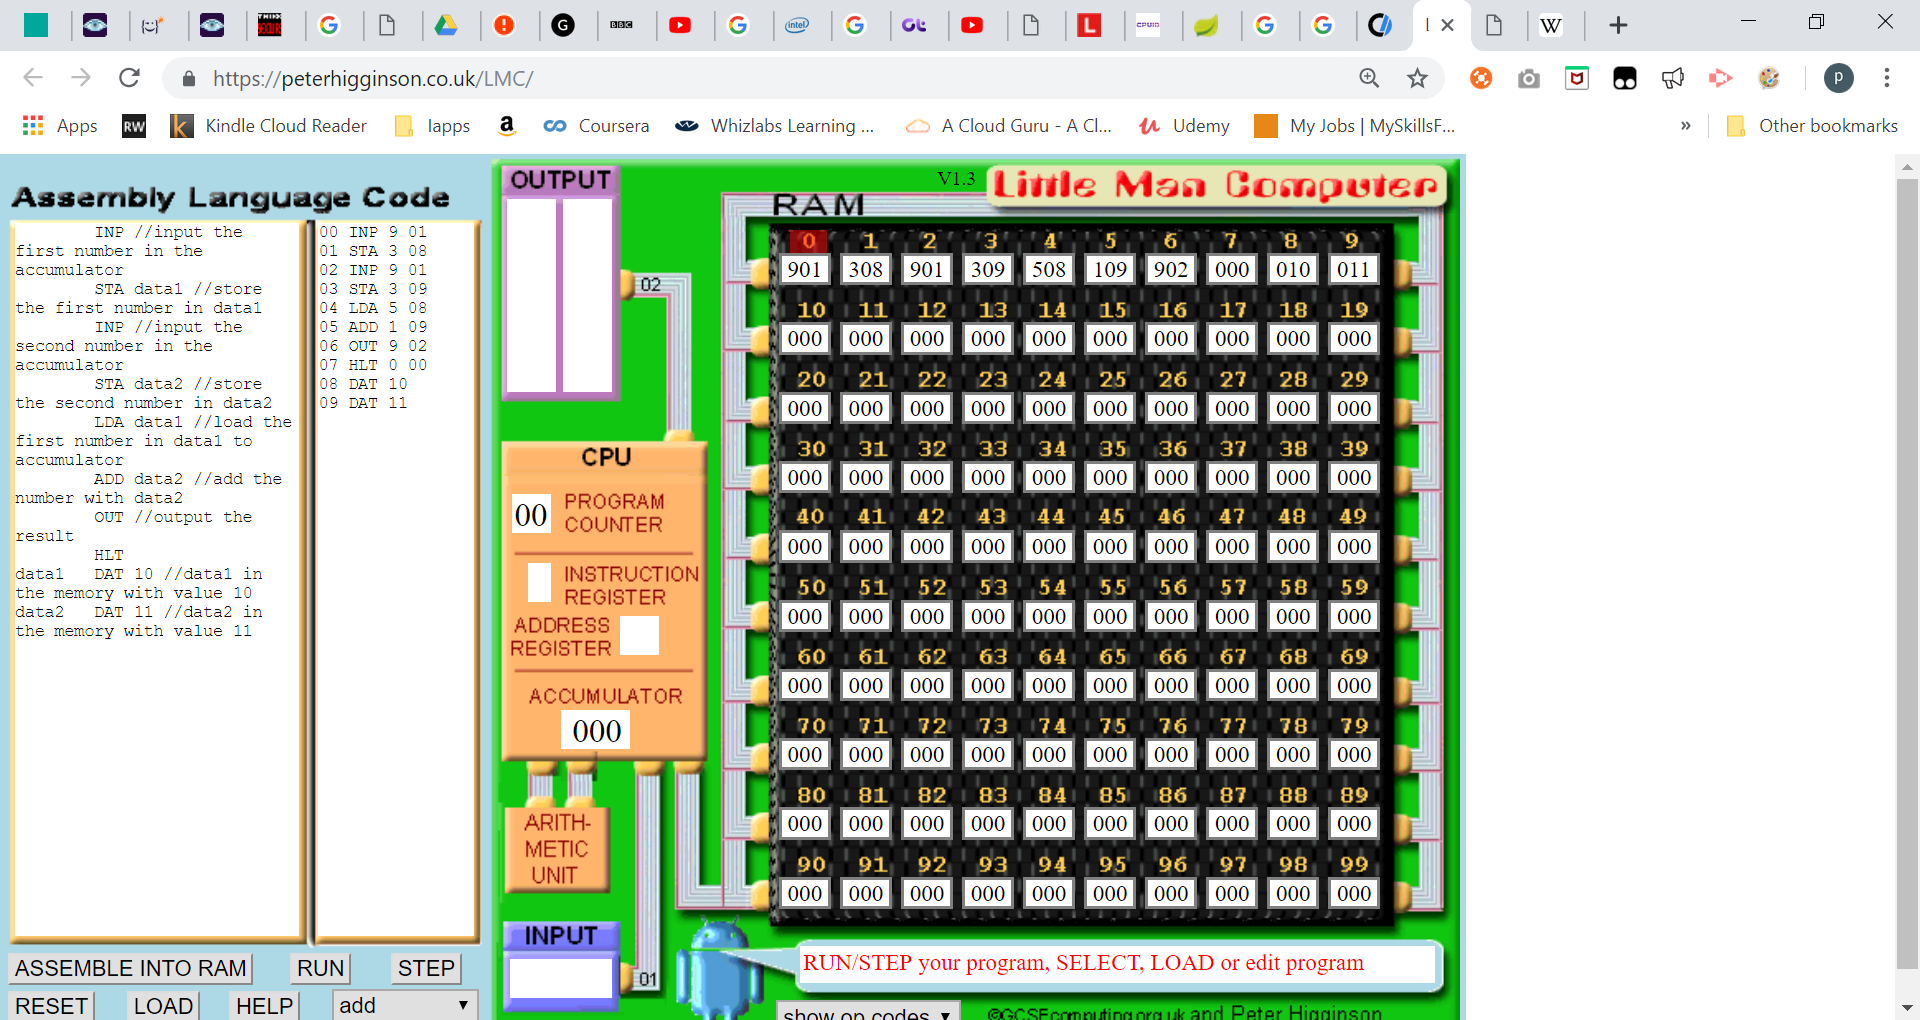 https://peterhigginson.co.uk/LMC/
Apps
RW
Kindle Cloud Reader
Iapps
Coursera
Whizlabs Learning ...
A Cloud Guru - A Cl...
Udemy
My Jobs | MySkillsF...
»
Other bookmarks
Assembly Language Code
INP //input the
first number in the
accumulator
STA data1 //store
the first number in data1
INP //input the
second number in the
accumulator
STA data2 //store
the second number in data2
LDA data1 //load the
first number in data1 to
accumulator
ADD data2 //add the
number with data2
OUT //output the
result
HLT
data1 DAT 10 //data1 in
the memory with value 10
data2 DAT 11 //data2 in
the memory with value 11
00 INP 9 01
01 STA 3 08
02 INP 9 01
03 STA 3 09
04 LDA 5 08
05 ADD 1 09
06 OUT 9 02
07 HLT 0 00
08 DAT 10
09 DAT 11
ASSEMBLE INTO RAM
RUN
STEP
RESET
LOAD
HELP
add
OUTPUT
02
CPU
00
PROGRAM
COUNTER
INSTRUCTION
REGISTER
ADDRESS
REGISTER
ACCUMULATOR
000
ARITH-
METIC
UNIT
INPUT
01
V1.3
Little Man Computer
RAM
0 1 2 3 4 5 6 7 8 9
901 308 901 309 508 109 902 000 010 011
10 11 12 13 14 15 16 17 18 19
000 000 000 000 000 000 000 000 000 000
20 21 22 23 24 25 26 27 28 29
000 000 000 000 000 000 000 000 000 000
30 31 32 33 34 35 36 37 38 39
000 000 000 000 000 000 000 000 000 000
40 41 42 43 44 45 46 47 48 49
000 000 000 000 000 000 000 000 000 000
50 51 52 53 54 55 56 57 58 59
000 000 000 000 000 000 000 000 000 000
60 61 62 63 64 65 66 67 68 69
000 000 000 000 000 000 000 000 000 000
70 71 72 73 74 75 76 77 78 79
000 000 000 000 000 000 000 000 000 000
80 81 82 83 84 85 86 87 88 89
000 000 000 000 000 000 000 000 000 000
90 91 92 93 94 95 96 97 98 99
000 000 000 000 000 000 000 000 000 000
RUN/STEP your program, SELECT, LOAD or edit program
show op codes
©GCSEcomputing.org.uk and Peter Higginson